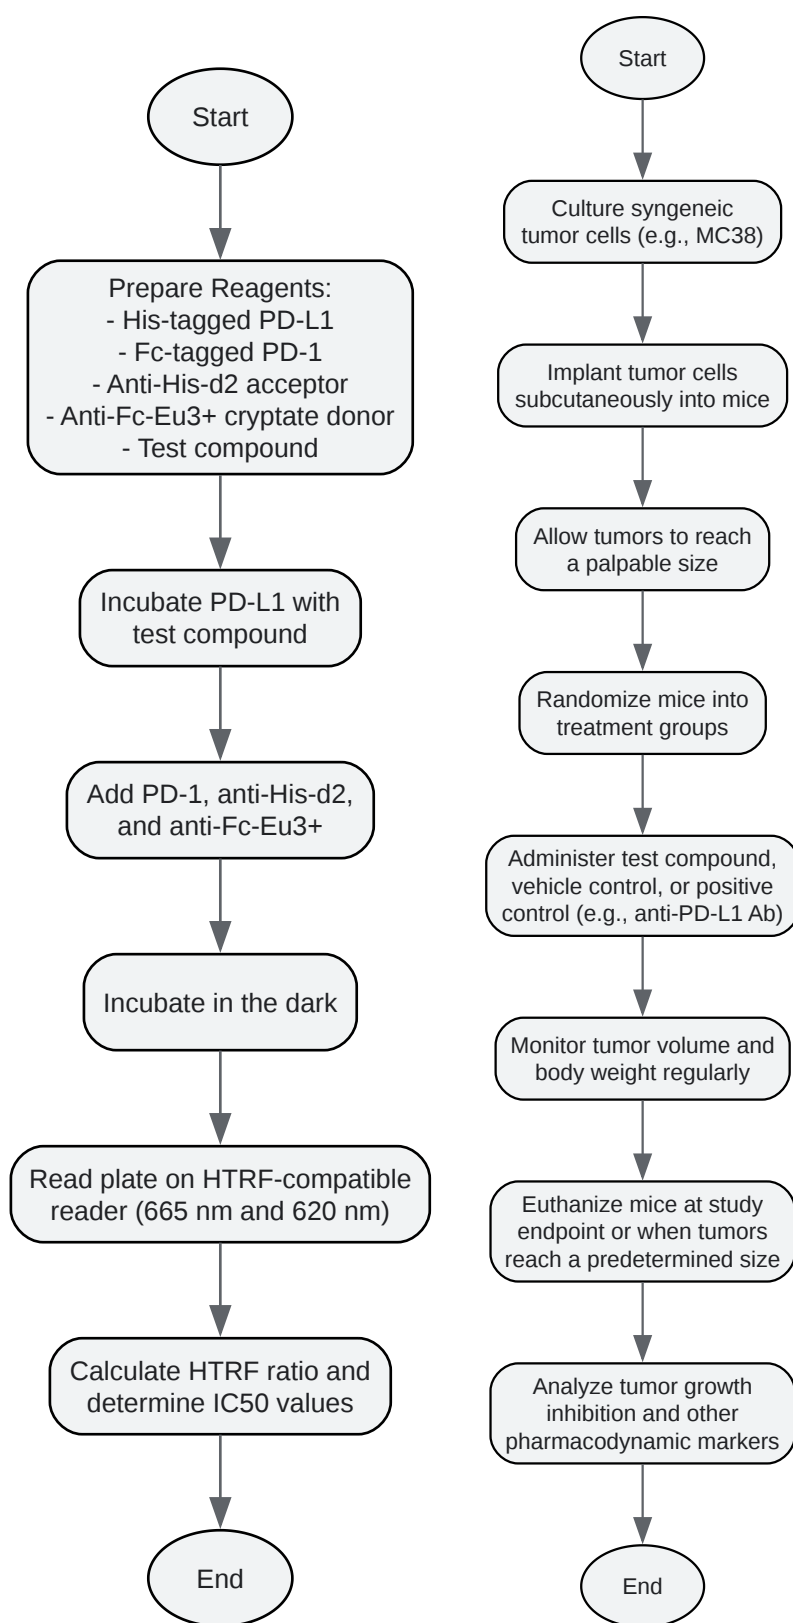 Start
Prepare Reagents:
- His-tagged PD-L1
- Fc-tagged PD-1
- Anti-His-d2 acceptor
- Anti-Fc-Eu3+ cryptate donor
- Test compound
Incubate PD-L1 with
test compound
Add PD-1, anti-His-d2,
and anti-Fc-Eu3+
Incubate in the dark
Read plate on HTRF-compatible
reader (665 nm and 620 nm)
Calculate HTRF ratio and
determine IC50 values
End
Start
Culture syngeneic
tumor cells (e.g., MC38)
Implant tumor cells
subcutaneously into mice
Allow tumors to reach
a palpable size
Randomize mice into
treatment groups
Administer test compound,
vehicle control, or positive
control (e.g., anti-PD-L1 Ab)
Monitor tumor volume and
body weight regularly
Euthanize mice at study
endpoint or when tumors
reach a predetermined size
Analyze tumor growth
inhibition and other
pharmacodynamic markers
End